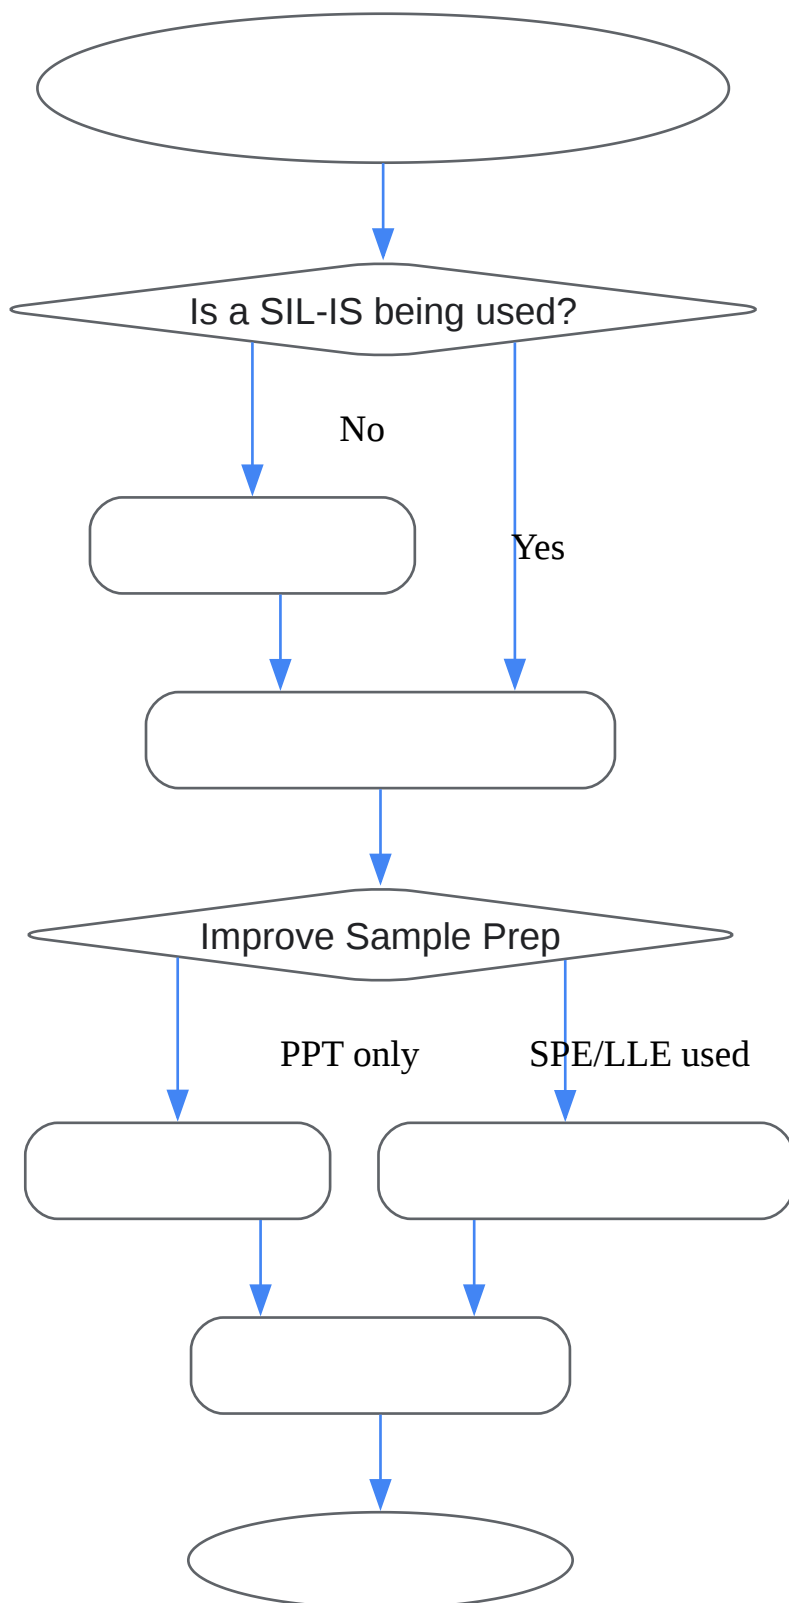 Is a SIL-IS being used?
No
Yes
Improve Sample Prep
PPT only
SPE/LLE used